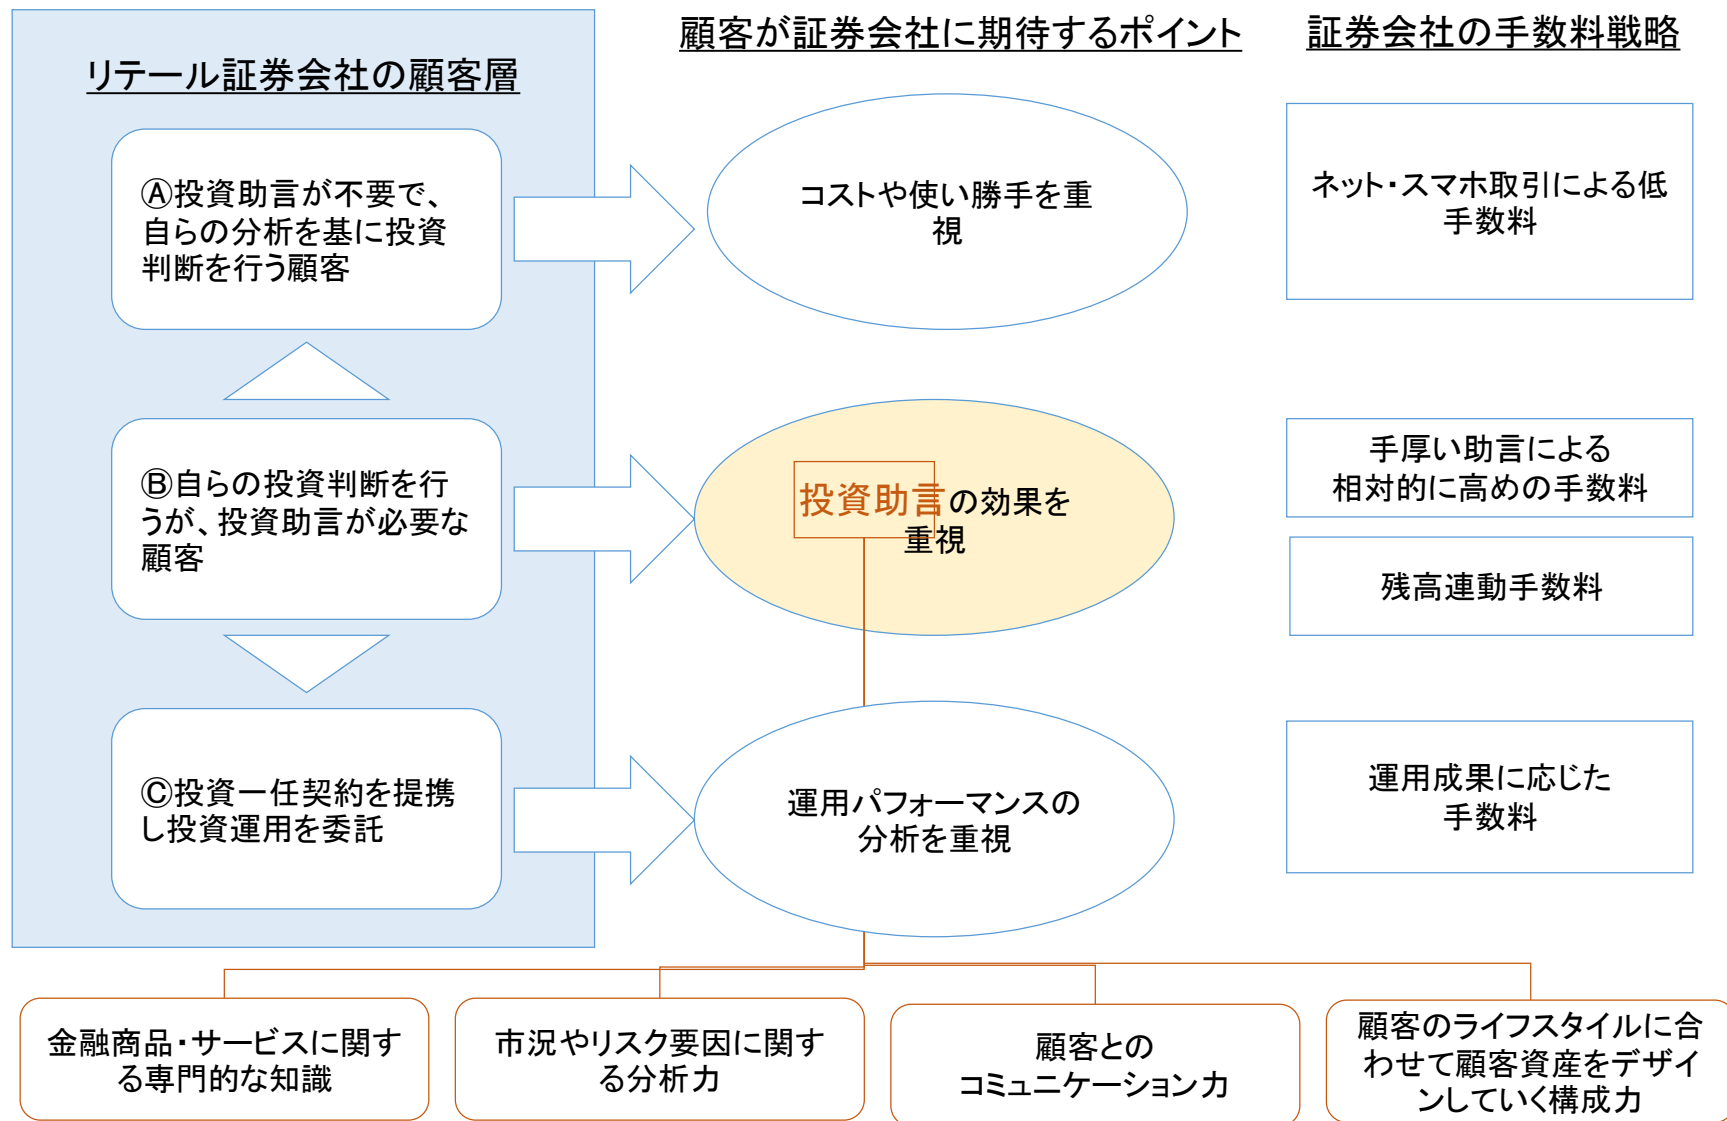 リテール証券会社の顧客層
顧客が証券会社に期待するポイント
証券会社の手数料戦略
Ⓐ投資助言が不要で、
自らの分析を基に投資
判断を行う顧客
コストや使い勝手を重
視
ネット・スマホ取引による低
手数料
Ⓑ自らの投資判断を行
うが、投資助言が必要な
顧客
投資助言の効果を
重視
手厚い助言による
相対的に高めの手数料
残高連動手数料
Ⓒ投資一任契約を提携
し投資運用を委託
運用パフォーマンスの
分析を重視
運用成果に応じた
手数料
金融商品・サービスに関す
る専門的な知識
市況やリスク要因に関す
る分析力
顧客との
コミュニケーション力
顧客のライフスタイルに合
わせて顧客資産をデザイ
ンしていく構成力